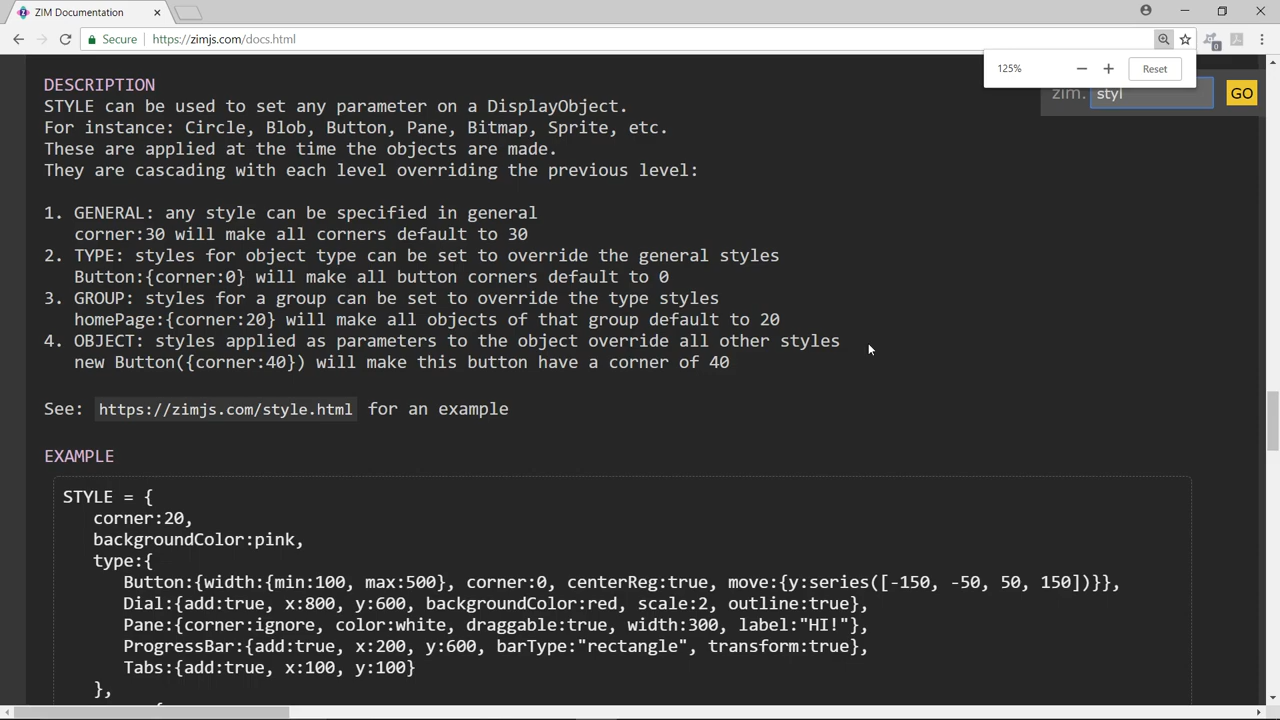 ZIM Documentation
Secure https://zimjs.com/docs.html
125% Reset
zim. styl GO
DESCRIPTION
STYLE can be used to set any parameter on a DisplayObject.
For instance: Circle, Blob, Button, Pane, Bitmap, Sprite, etc.
These are applied at the time the objects are made.
They are cascading with each level overriding the previous level:
1. GENERAL: any style can be specified in general
corner:30 will make all corners default to 30
2. TYPE: styles for object type can be set to override the general styles
Button:{corner:0} will make all button corners default to 0
3. GROUP: styles for a group can be set to override the type styles
homePage:{corner:20} will make all objects of that group default to 20
4. OBJECT: styles applied as parameters to the object override all other styles
new Button({corner:40}) will make this button have a corner of 40
See: https://zimjs.com/style.html for an example
EXAMPLE
STYLE = {
corner:20,
backgroundColor:pink,
type:{
Button:{width:{min:100, max:500}, corner:0, centerReg:true, move:{y:series([-150, -50, 50, 150])}},
Dial:{add:true, x:800, y:600, backgroundColor:red, scale:2, outline:true},
Pane:{corner:ignore, color:white, draggable:true, width:300, label:"HI!"},
ProgressBar:{add:true, x:200, y:600, barType:"rectangle", transform:true},
Tabs:{add:true, x:100, y:100}
},